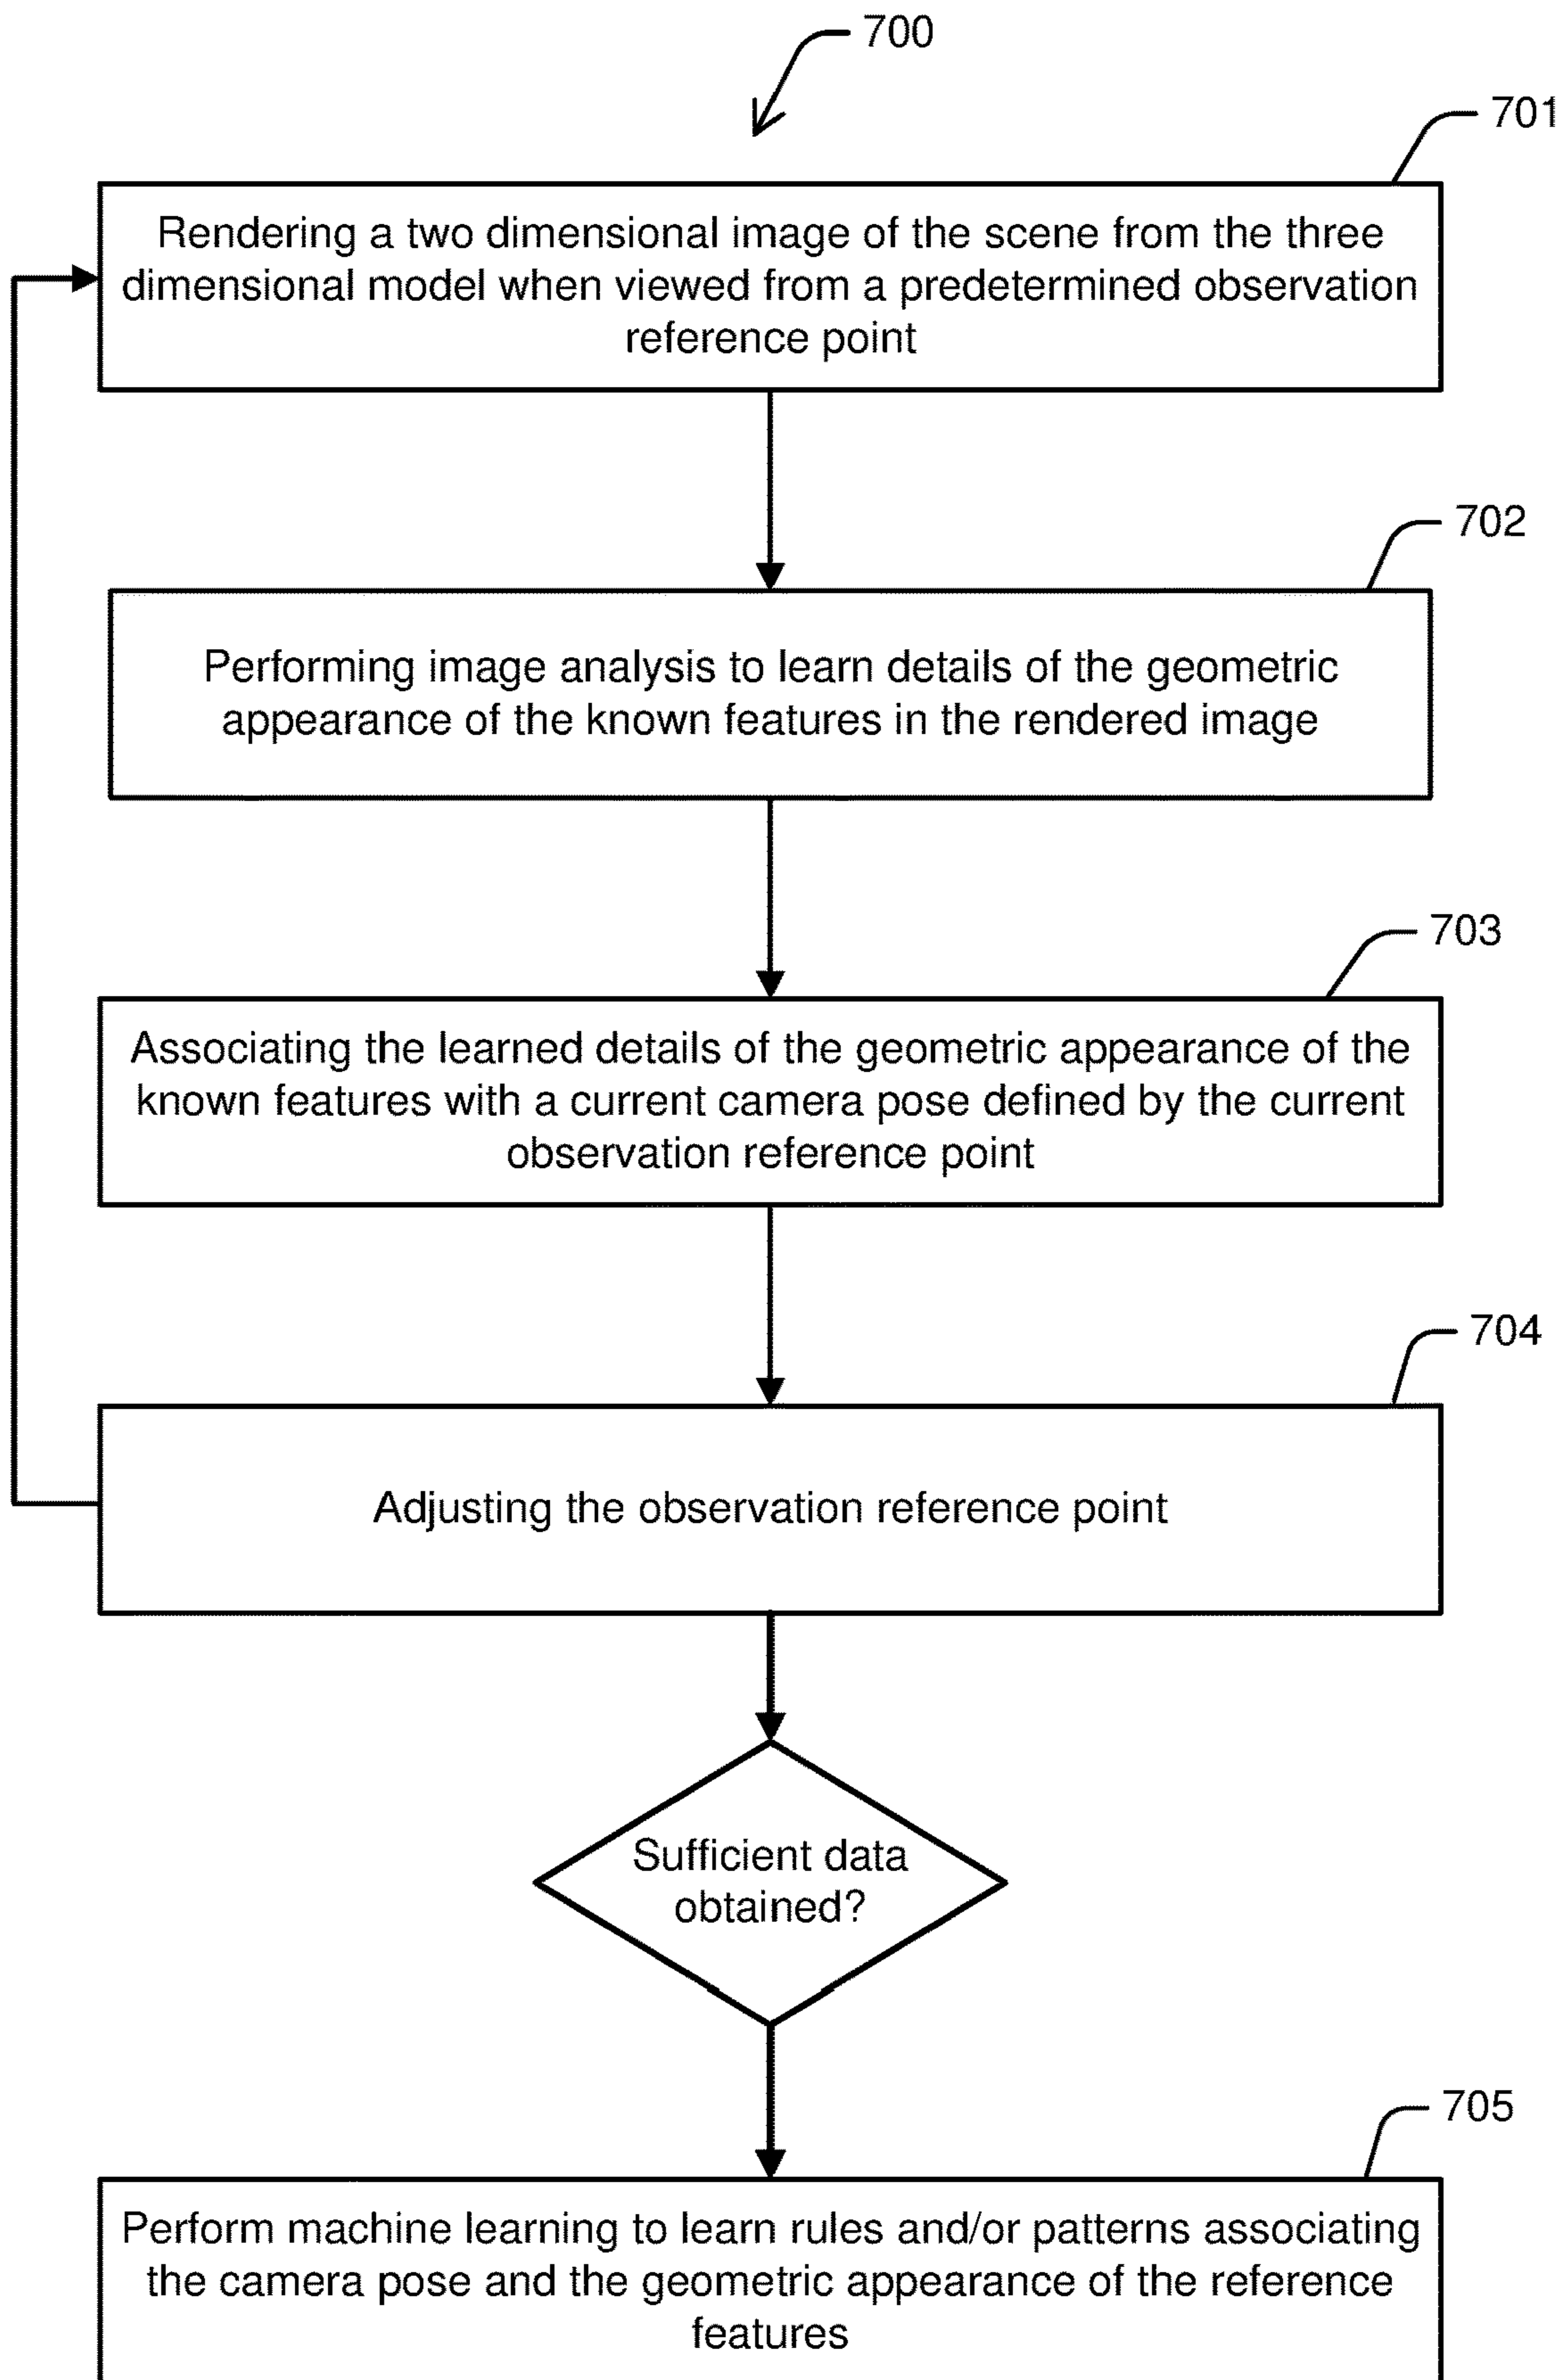 700
701
Rendering a two dimensional image of the scene from the three
dimensional model when viewed from a predetermined observation
reference point
702
Performing image analysis to learn details of the geometric
appearance of the known features in the rendered image
703
Associating the learned details of the geometric appearance of the
known features with a current camera pose defined by the current
observation reference point
704
Adjusting the observation reference point
Sufficient data
obtained?
705
Perform machine learning to learn rules and/or patterns associating
the camera pose and the geometric appearance of the reference
features